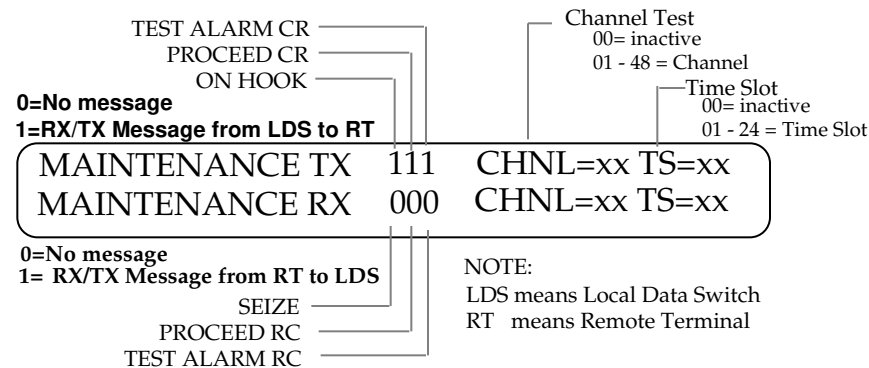 TEST ALARM CR
PROCEED CR
ON HOOK
Channel Test
00= inactive
01 - 48 = Channel
Time Slot
00= inactive
01 - 24 = Time Slot
0=No message
1=RX/TX Message from LDS to RT
MAINTENANCE TX 111 CHNL=xx TS=xx
MAINTENANCE RX 000 CHNL=xx TS=xx
0=No message
1= RX/TX Message from RT to LDS
SEIZE
PROCEED RC
TEST ALARM RC
NOTE:
LDS means Local Data Switch
RT means Remote Terminal